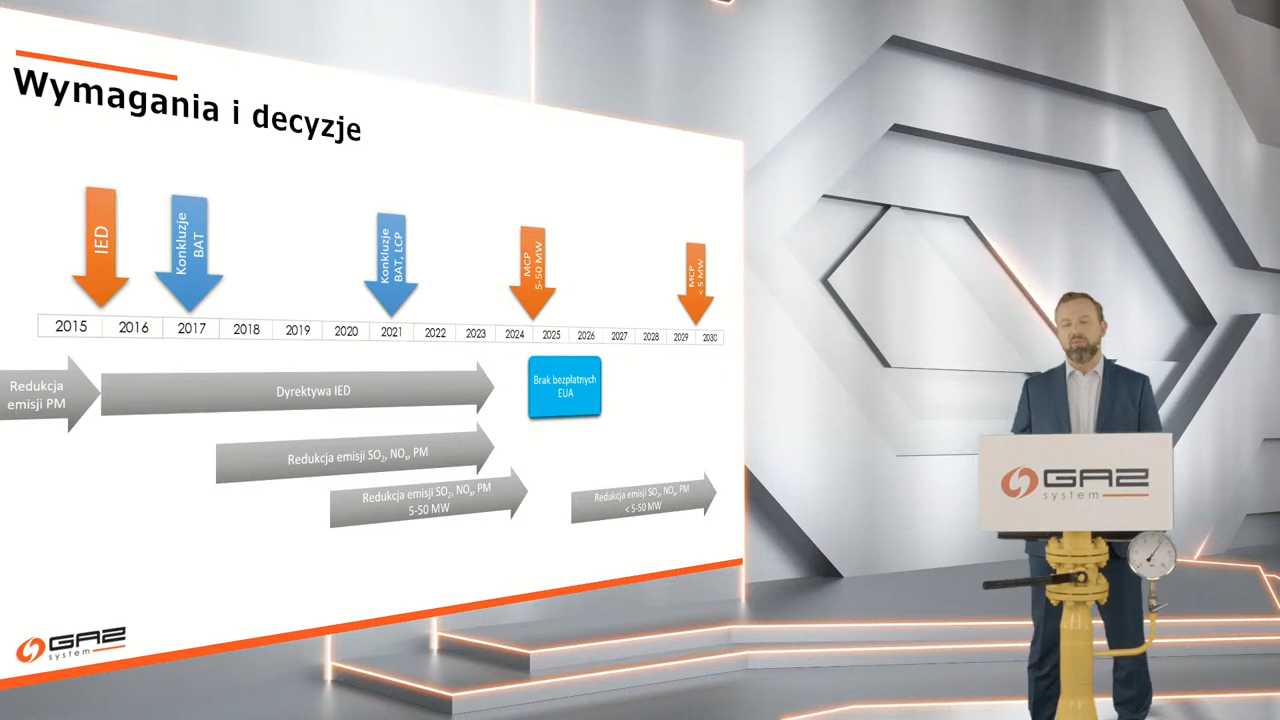 Wymagania i decyzje
IED
Konkluzje
BAT
Konkluzje
BAT, LCP
MCP
5-50 MW
MCP
< 5 MW
2015 2016 2017 2018 2019 2020 2021 2022 2023 2024 2025 2026 2027 2028 2029 2030
Redukcja
emisji PM
Dyrektywa IED
Brak bezpłatnych
EUA
Redukcja emisji SO₂, NOₓ, PM
Redukcja emisji SO₂, NOₓ, PM
5-50 MW
Redukcja emisji SO₂, NOₓ, PM
< 5-50 MW
GAZ
system
GAZ
system